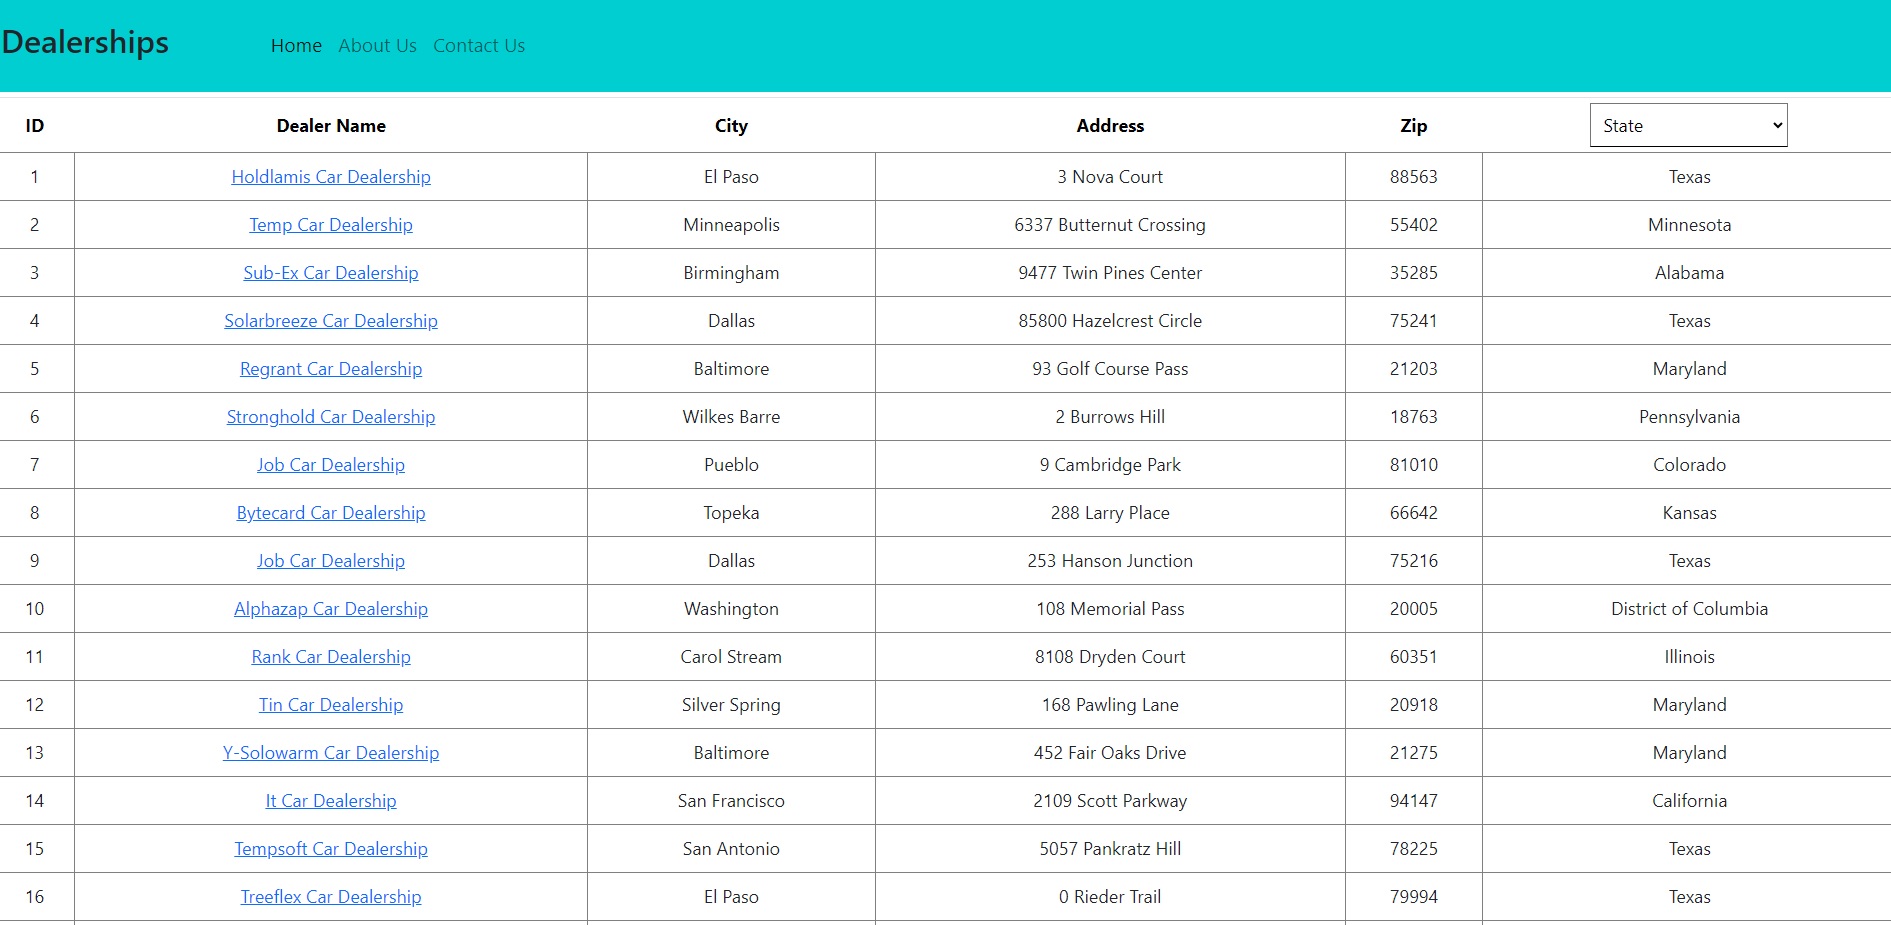 Dealerships Home About Us Contact Us
ID Dealer Name City Address Zip State
1 Holdlamis Car Dealership El Paso 3 Nova Court 88563 Texas
2 Temp Car Dealership Minneapolis 6337 Butternut Crossing 55402 Minnesota
3 Sub-Ex Car Dealership Birmingham 9477 Twin Pines Center 35285 Alabama
4 Solarbreeze Car Dealership Dallas 85800 Hazelcrest Circle 75241 Texas
5 Regrant Car Dealership Baltimore 93 Golf Course Pass 21203 Maryland
6 Stronghold Car Dealership Wilkes Barre 2 Burrows Hill 18763 Pennsylvania
7 Job Car Dealership Pueblo 9 Cambridge Park 81010 Colorado
8 Bytecard Car Dealership Topeka 288 Larry Place 66642 Kansas
9 Job Car Dealership Dallas 253 Hanson Junction 75216 Texas
10 Alphazap Car Dealership Washington 108 Memorial Pass 20005 District of Columbia
11 Rank Car Dealership Carol Stream 8108 Dryden Court 60351 Illinois
12 Tin Car Dealership Silver Spring 168 Pawling Lane 20918 Maryland
13 Y-Solowarm Car Dealership Baltimore 452 Fair Oaks Drive 21275 Maryland
14 It Car Dealership San Francisco 2109 Scott Parkway 94147 California
15 Tempsoft Car Dealership San Antonio 5057 Pankratz Hill 78225 Texas
16 Treeflex Car Dealership El Paso 0 Rieder Trail 79994 Texas